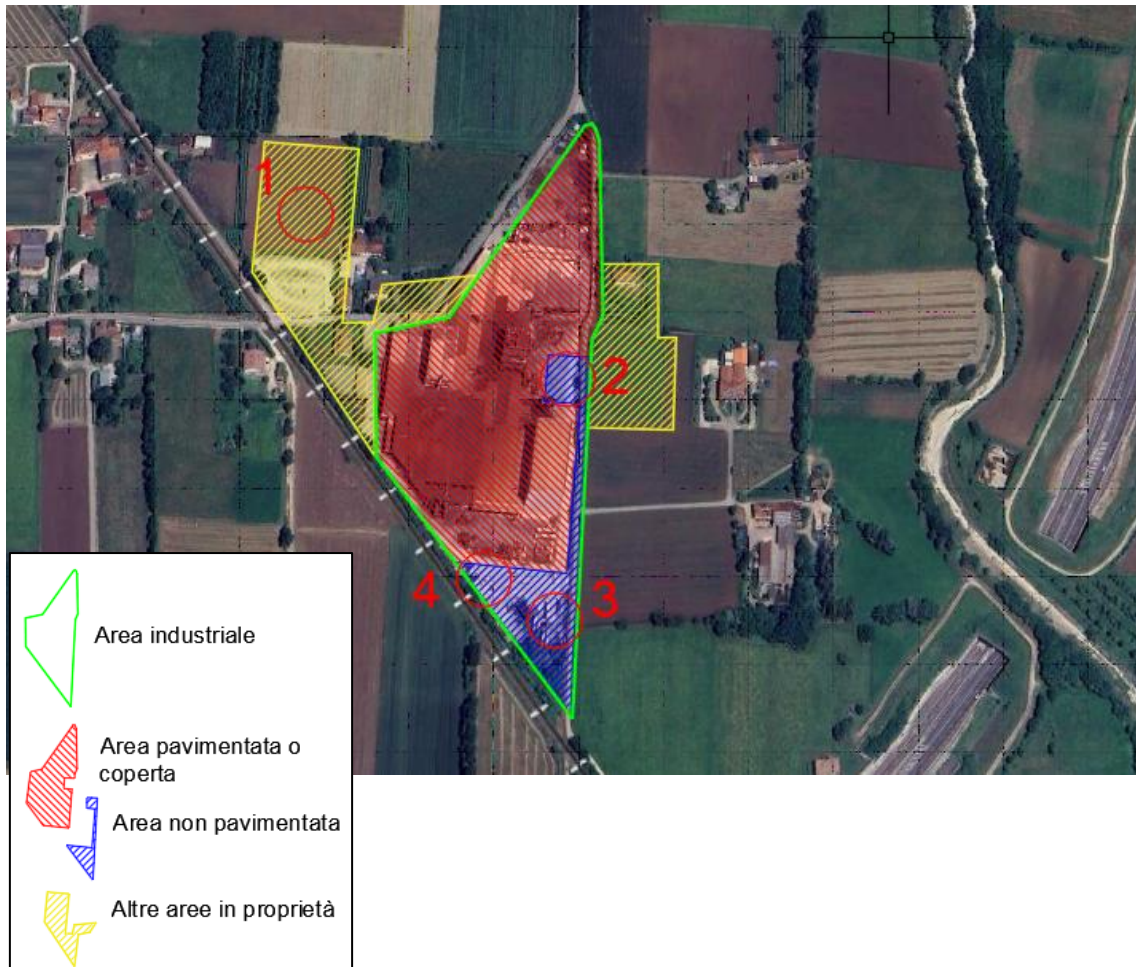 1
2
3
4
Area industriale
Area pavimentata o
coperta
Area non pavimentata
Altre aree in proprietà